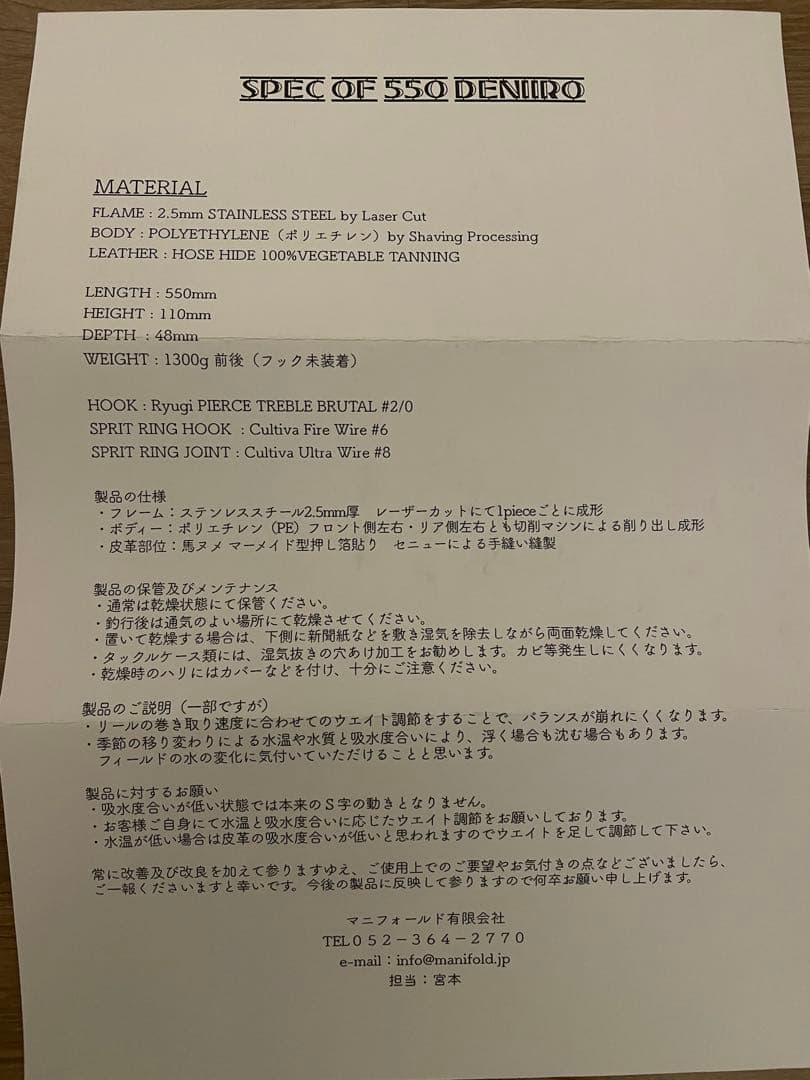 SPEC OF 550 DENIIRO
MATERIAL
FLAME : 2.5mm STAINLESS STEEL by Laser Cut
BODY : POLYETHYLENE（ポリエチレン）by Shaving Processing
LEATHER : HOSE HIDE 100%VEGETABLE TANNING
LENGTH : 550mm
HEIGHT : 110mm
DEPTH : 48mm
WEIGHT : 1300g 前後（フック未装着）
HOOK : Ryugi PIERCE TREBLE BRUTAL #2/0
SPRIT RING HOOK : Cultiva Fire Wire #6
SPRIT RING JOINT : Cultiva Ultra Wire #8
製品の仕様
・フレーム：ステンレススチール2.5mm厚　レーザーカットにて1pieceごとに成形
・ボディー：ポリエチレン（PE）フロント側左右・リア側左右とも切削マシンによる削り出し成形
・皮革部位：馬ヌメ マーメイド型押し箔貼り　セニューによる手縫い縫製
製品の保管及びメンテナンス
・通常は乾燥状態にて保管ください。
・釣行後は通気のよい場所にて乾燥させてください。
・置いて乾燥する場合は、下側に新聞紙などを敷き湿気を除去しながら両面乾燥してください。
・タックルケース類には、湿気抜きの穴あけ加工をお勧めします。カビ等発生しにくくなります。
・乾燥時のハリにはカバーなどを付け、十分にご注意ください。
製品のご説明（一部ですが）
・リールの巻き取り速度に合わせてのウエイト調節をすることで、バランスが崩れにくくなります。
・季節の移り変わりによる水温や水質と吸水度合いにより、浮く場合も沈む場合もあります。
フィールドの水の変化に気付いていただけることと思います。
製品に対するお願い
・吸水度合いが低い状態では本来のＳ字の動きとなりません。
・お客様ご自身にて水温と吸水度合いに応じたウエイト調節をお願いしております。
・水温が低い場合は皮革の吸水度合いが低いと思われますのでウエイトを足して調節して下さい。
常に改善及び改良を加えて参りますゆえ、ご使用上でのご要望やお気付きの点などございましたら、
ご一報くださいますと幸いです。今後の製品に反映して参りますので何卒お願い申し上げます。
マニフォールド有限会社
TEL０５２－３６４－２７７０
e-mail：info@manifold.jp
担当：宮本